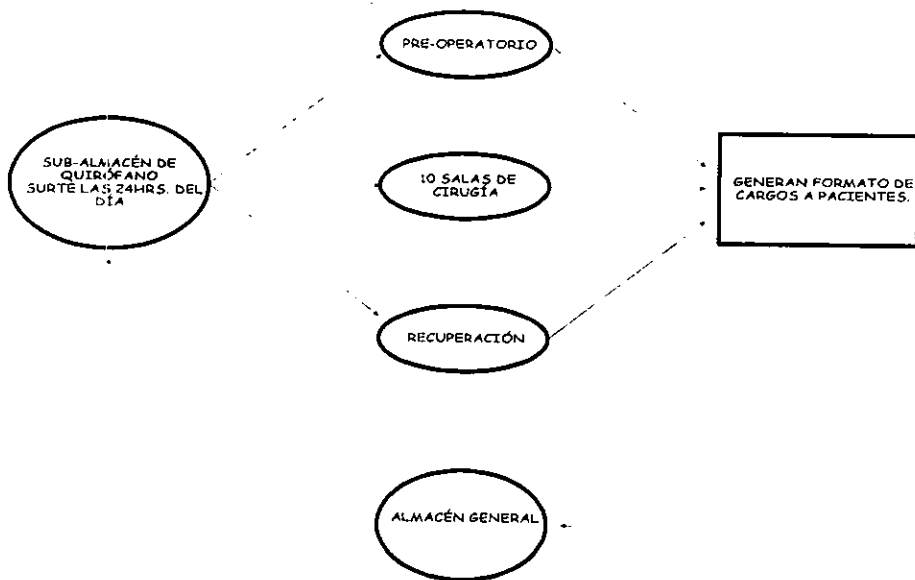 PRE-OPERATORIO
SUB-ALMACÉN DE
QUIRÓFANO
SURTE LAS 24HRS. DEL
DÍA
10 SALAS DE
CIRUGÍA
GENERAN FORMATO DE
CARGOS A PACIENTES.
RECUPERACIÓN
ALMACÉN GENERAL